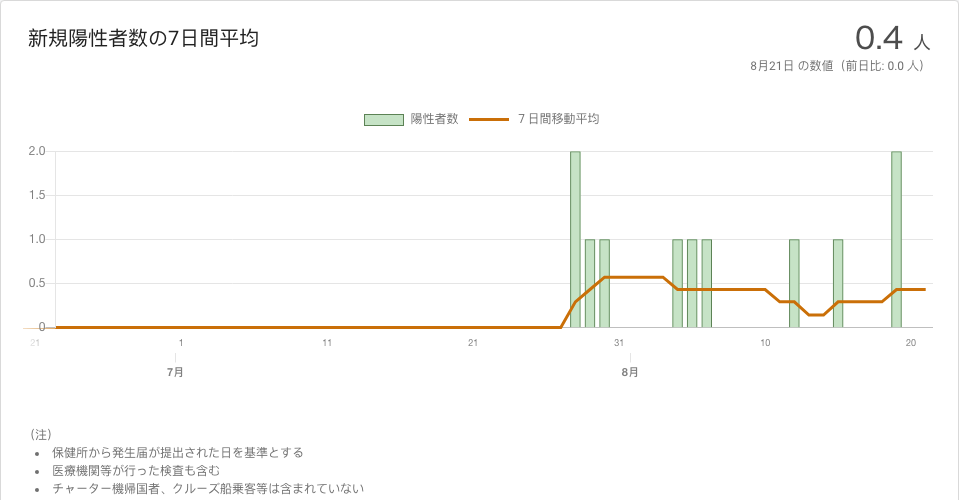 新規陽性者数の7日間平均
0.4 人
8月21日 の数値（前日比: 0.0 人）
陽性者数
7 日間移動平均
2.0
1.5
1.0
0.5
0
21 1 11 21 31 10 20
7月 8月
（注）
• 保健所から発生届が提出された日を基準とする
• 医療機関等が行った検査も含む
• チャーター機帰国者、クルーズ船乗客等は含まれていない